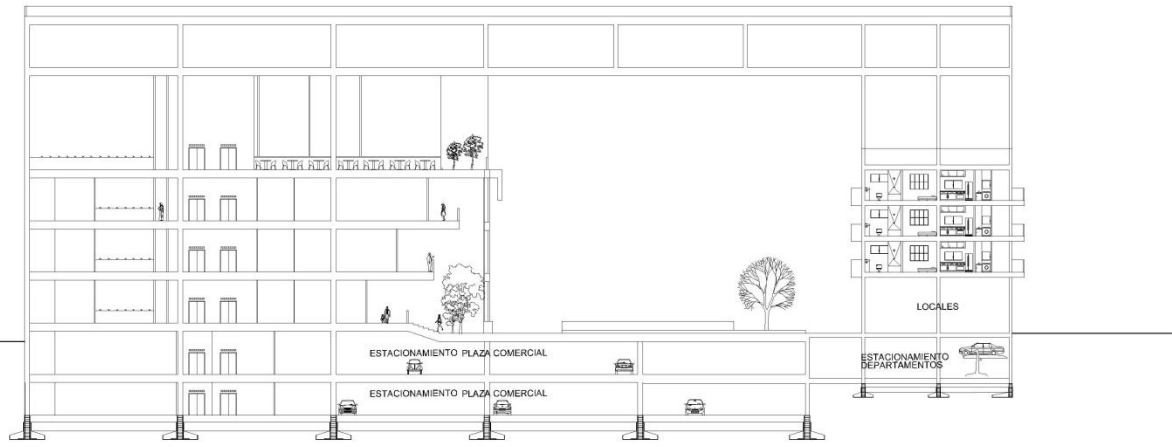 LOCALES
ESTACIONAMIENTO PLAZA COMERCIAL
ESTACIONAMIENTO
DEPARTAMENTOS
ESTACIONAMIENTO PLAZA COMERCIAL